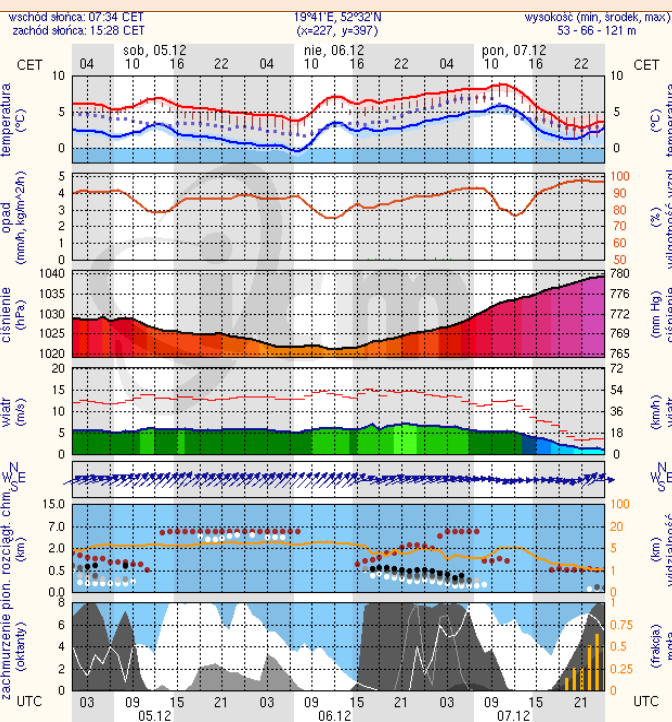 wschód słońca: 07:34 CET 19°41'E, 52°32'N wysokość (min, środek, max)
zachód słońca: 15:28 CET (x=227, y=397) 53 - 66 - 121 m
sob, 05.12 nie, 06.12 pon, 07.12
CET 04 10 16 22 04 10 16 22 04 10 16 22 CET
temperatura
(°C)
10
5
0
10
5
0
(°C)
temperatura
opad
(mm/h, kg/m^2/h)
5
4
3
2
1
0
100
90
80
70
60
50
(%)
wilgotność wzgl.
ciśnienie
(hPa)
1040
1035
1030
1025
1020
780
776
772
769
765
(mm Hg)
ciśnienie
wiatr
(m/s)
20
15
10
5
0
72
54
36
18
0
(km/h)
wiatr
N
W E
S
N
W E
S
pion. rozciągł. chm.
(km)
15.0
7.0
2.0
0.5
0.0
100
20
5
1
0
(km)
widzialność
zachmurzenie
(oktanty)
8
6
4
2
0
1
0.75
0.5
0.25
0
(frakcja)
mgła
UTC 03 09 15 21 03 09 15 21 03 09 15 21 UTC
05.12 06.12 07.12